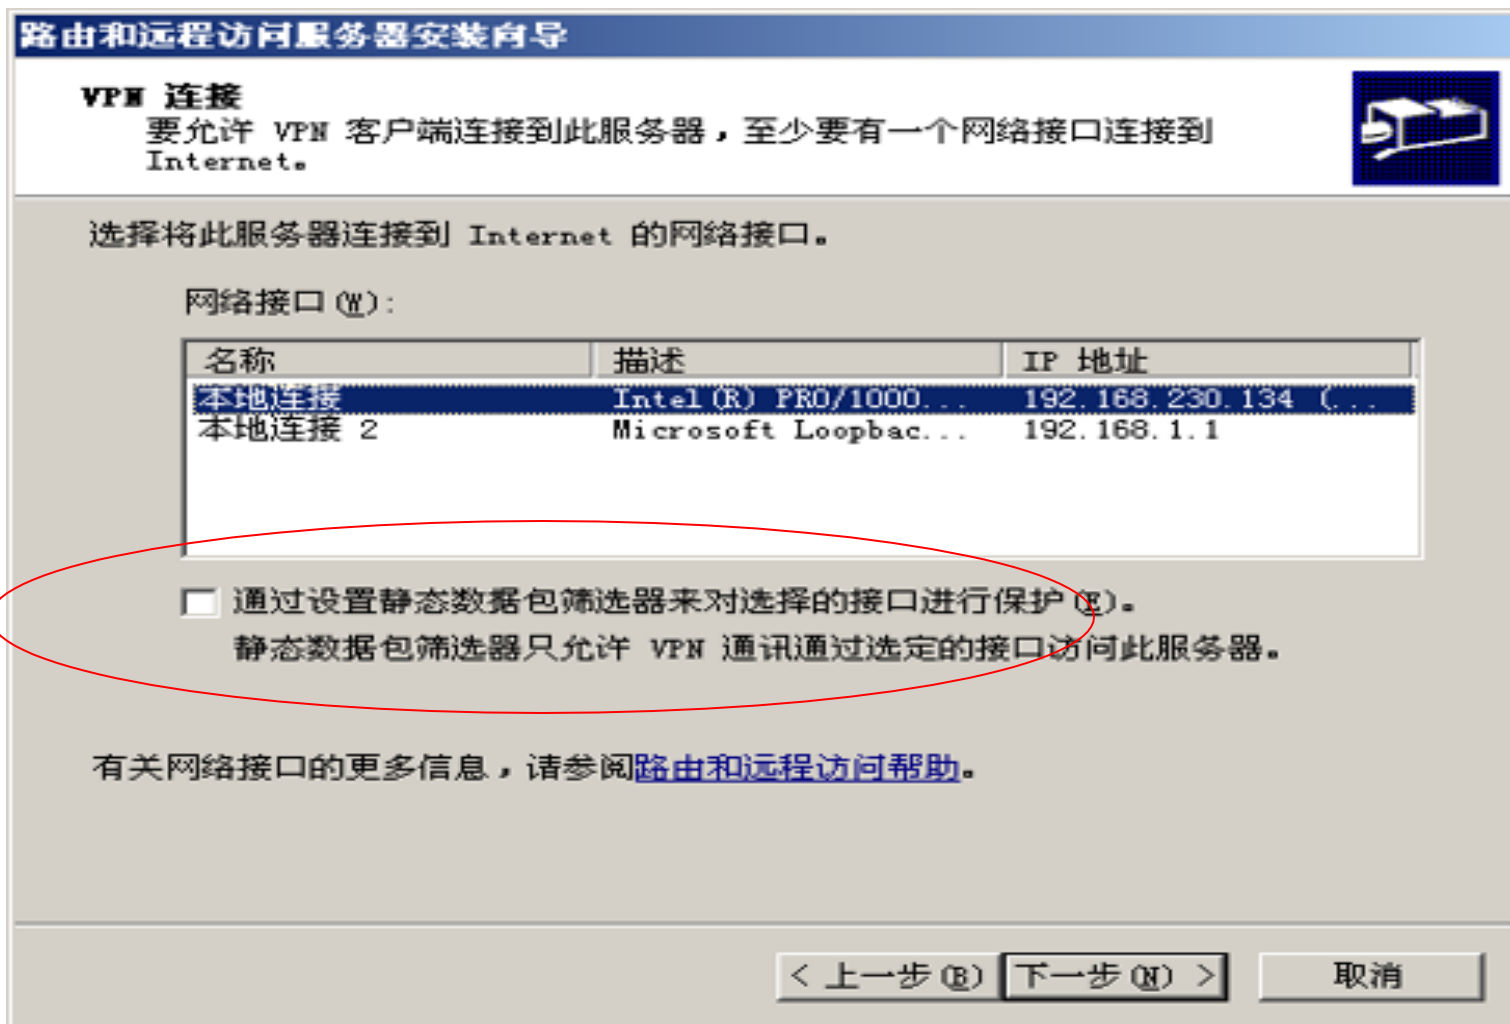 路由和远程访问服务器安装向导
VPN 连接
要允许 VPN 客户端连接到此服务器，至少要有一个网络接口连接到
Internet。
选择将此服务器连接到 Internet 的网络接口。
网络接口(W):
名称 描述 IP 地址
本地连接 Intel(R) PRO/1000... 192.168.230.134 (...
本地连接 2 Microsoft Loopbac... 192.168.1.1
通过设置静态数据包筛选器来对选择的接口进行保护(E)。
静态数据包筛选器只允许 VPN 通讯通过选定的接口访问此服务器。
有关网络接口的更多信息，请参阅路由和远程访问帮助。
< 上一步(B) 下一步(N) > 取消